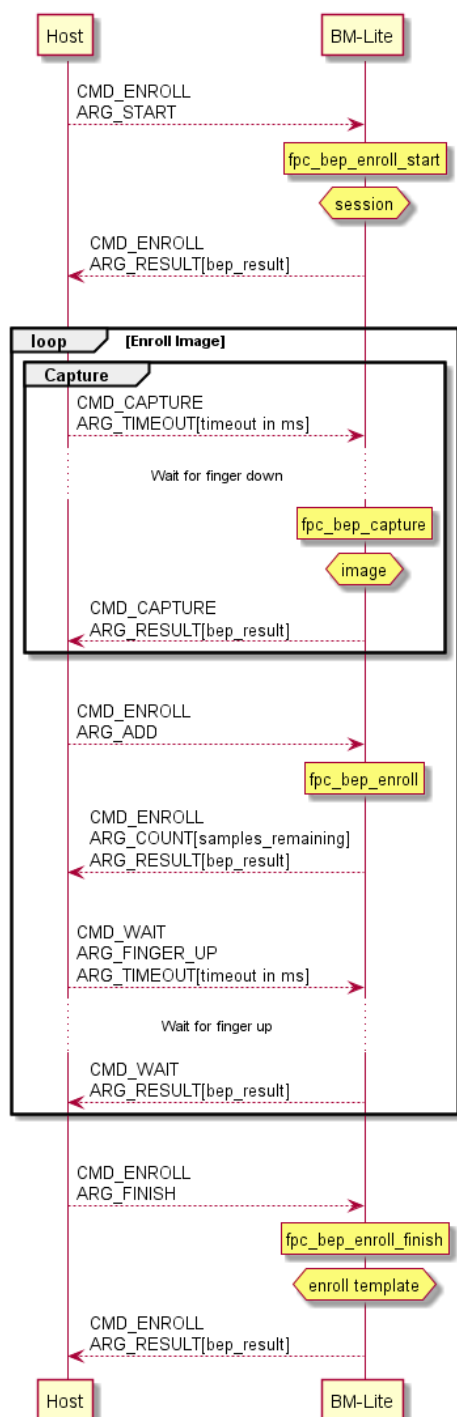 Host
BM-Lite
CMD_ENROLL
ARG_START
fpc_bep_enroll_start
session
CMD_ENROLL
ARG_RESULT[bep_result]
loop
[Enroll Image]
Capture
CMD_CAPTURE
ARG_TIMEOUT[timeout in ms]
Wait for finger down
fpc_bep_capture
image
CMD_CAPTURE
ARG_RESULT[bep_result]
CMD_ENROLL
ARG_ADD
fpc_bep_enroll
CMD_ENROLL
ARG_COUNT[samples_remaining]
ARG_RESULT[bep_result]
CMD_WAIT
ARG_FINGER_UP
ARG_TIMEOUT[timeout in ms]
Wait for finger up
CMD_WAIT
ARG_RESULT[bep_result]
CMD_ENROLL
ARG_FINISH
fpc_bep_enroll_finish
enroll template
CMD_ENROLL
ARG_RESULT[bep_result]
Host
BM-Lite